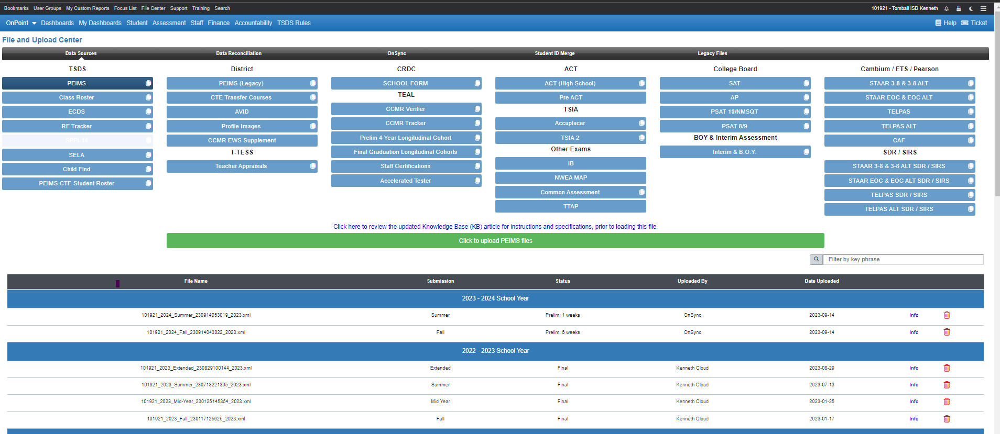 Bookmarks User Groups My Custom Reports Focus List File Center Support Training Search 101921 - Tomball ISD Kenneth
OnPoint Dashboards My Dashboards Student Assessment Staff Finance Accountability TSDS Rules Help Ticket
File and Upload Center
Data Sources Data Reconciliation OnSync Student ID Merge Legacy Files
TSDS
PEIMS
Class Roster
ECDS
RF Tracker
SPPI-14
SELA
Child Find
PEIMS CTE Student Roster
District
PEIMS (Legacy)
CTE Transfer Courses
AVID
Profile Images
CCMR EWS Supplement
T-TESS
Teacher Appraisals
CRDC
SCHOOL FORM
TEAL
CCMR Verifier
CCMR Tracker
Prelim 4 Year Longitudinal Cohort
Final Graduation Longitudinal Cohorts
Staff Certifications
Accelerated Tester
ACT
ACT (High School)
Pre ACT
TSIA
Accuplacer
TSIA 2
Other Exams
IB
NWEA MAP
Common Assessment
TTAP
College Board
SAT
AP
PSAT 10/NMSQT
PSAT 8/9
BOY & Interim Assessment
Interim & B.O.Y.
Cambium / ETS / Pearson
STAAR 3-8 & 3-8 ALT
STAAR EOC & EOC ALT
TELPAS
TELPAS ALT
CAF
SDR / SIRS
STAAR 3-8 & 3-8 ALT SDR / SIRS
STAAR EOC & EOC ALT SDR / SIRS
TELPAS SDR / SIRS
TELPAS ALT SDR / SIRS
Click here to review the updated Knowledge Base (KB) article for instructions and specifications, prior to loading this file.
Click to upload PEIMS files
Filter by key phrase
File Name Submission Status Uploaded By Date Uploaded
2023 - 2024 School Year
101921_2024_Summer_230914053019_2023.xml Summer Prelim: 1 weeks OnSync 2023-09-14 Info
101921_2024_Fall_230914043022_2023.xml Fall Prelim: 6 weeks OnSync 2023-09-14 Info
2022 - 2023 School Year
101921_2023_Extended_230829100144_2023.xml Extended Final Kenneth Cloud 2023-08-29 Info
101921_2023_Summer_230713221305_2023.xml Summer Final Kenneth Cloud 2023-07-13 Info
101921_2023_Mid-Year_230125145354_2023.xml Mid Year Final Kenneth Cloud 2023-01-25 Info
101921_2023_Fall_230117125625_2023.xml Fall Final Kenneth Cloud 2023-01-17 Info